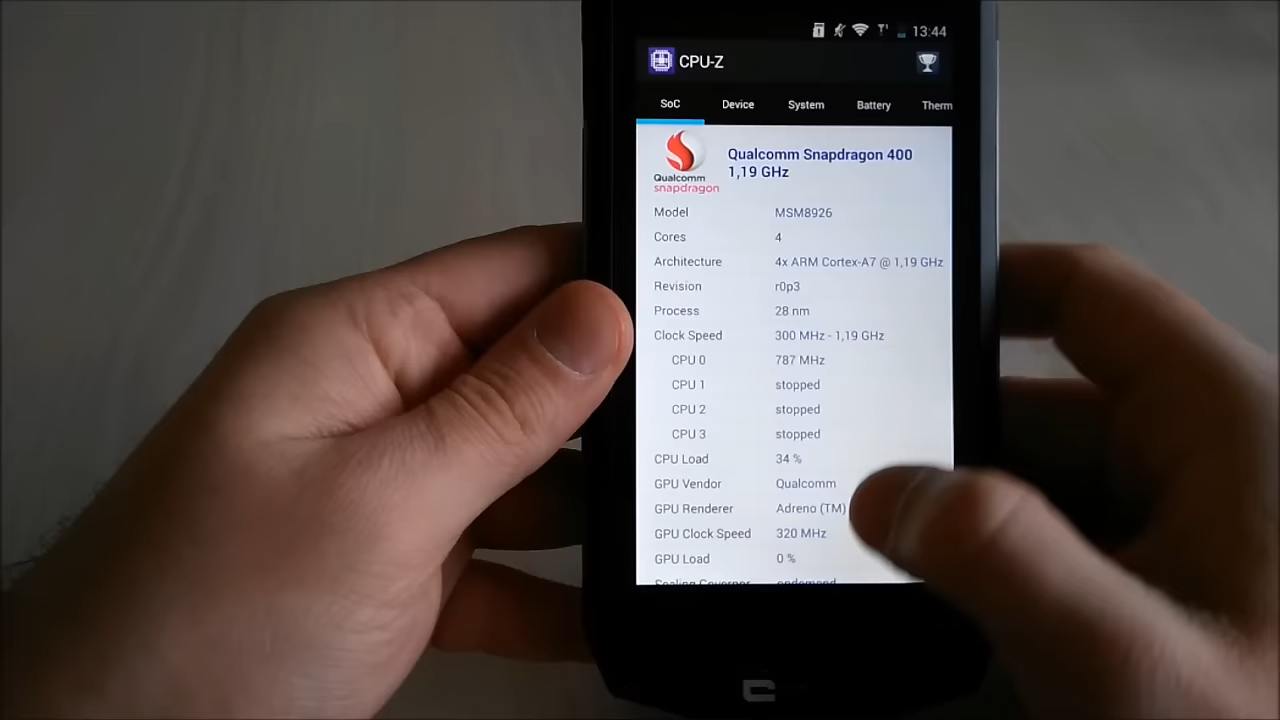 13:44
CPU-Z
SoC Device System Battery Therm
Qualcomm Snapdragon 400
1,19 GHz
Qualcomm
snapdragon
Model MSM8926
Cores 4
Architecture 4x ARM Cortex-A7 @ 1,19 GHz
Revision r0p3
Process 28 nm
Clock Speed 300 MHz - 1,19 GHz
CPU 0 787 MHz
CPU 1 stopped
CPU 2 stopped
CPU 3 stopped
CPU Load 34 %
GPU Vendor Qualcomm
GPU Renderer Adreno (TM)
GPU Clock Speed 320 MHz
GPU Load 0 %
Scaling Governor ondemand